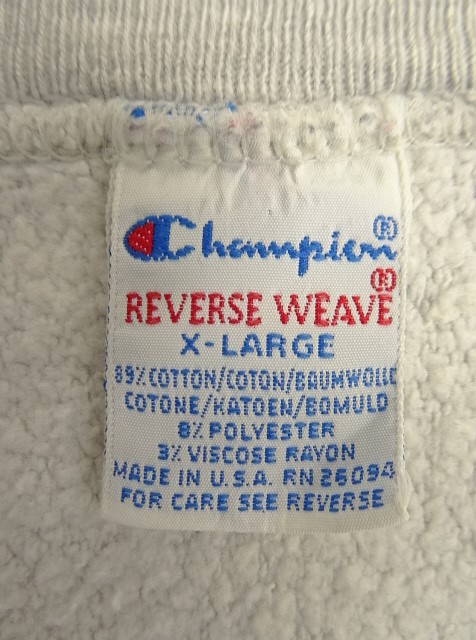 Champion®
REVERSE WEAVE®
X-LARGE
89% COTTON/COTON/BAUMWOLLE
COTONE/KATOEN/BOMULD
8% POLYESTER
3% VISCOSE RAYON
MADE IN U.S.A. RN 26094
FOR CARE SEE REVERSE